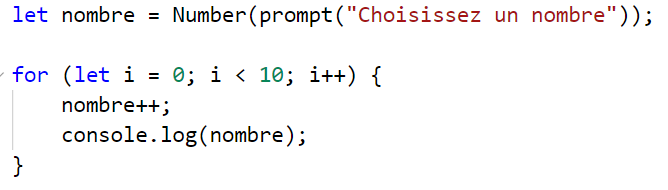 let nombre = Number(prompt("Choisissez un nombre"));
for (let i = 0; i < 10; i++) {
nombre++;
console.log(nombre);
}